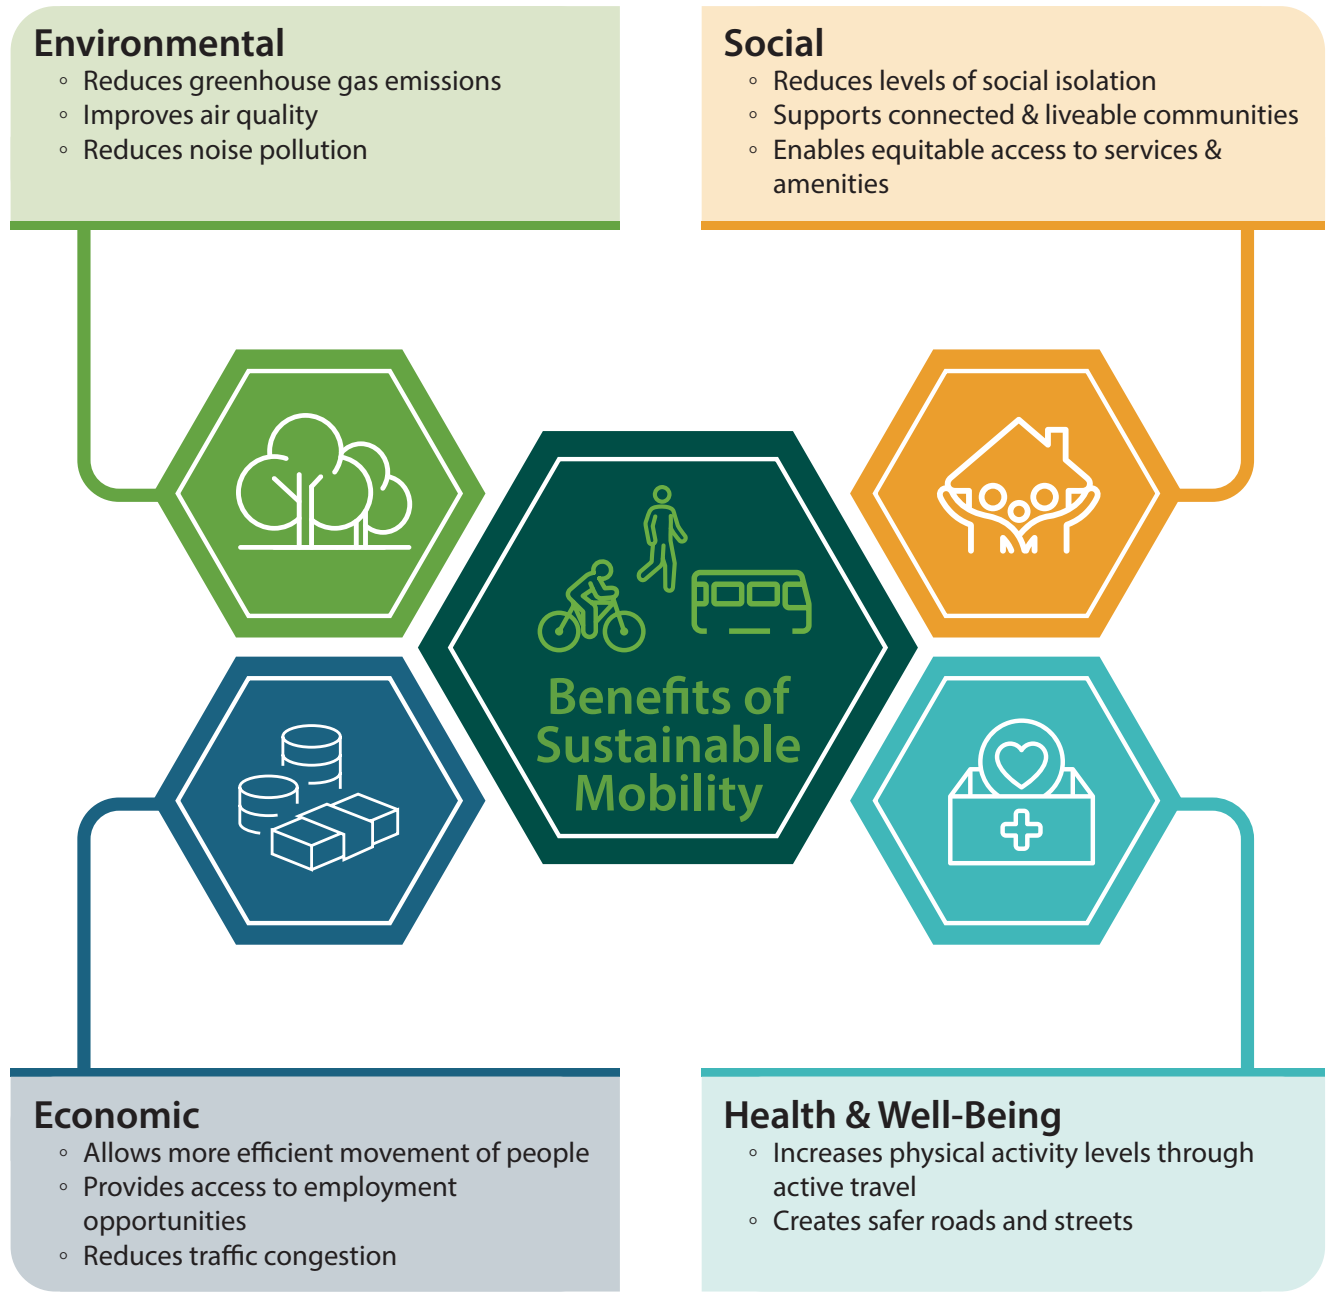 Environmental
◦ Reduces greenhouse gas emissions
◦ Improves air quality
◦ Reduces noise pollution
Social
◦ Reduces levels of social isolation
◦ Supports connected & liveable communities
◦ Enables equitable access to services &
amenities
Benefits of
Sustainable
Mobility
Economic
◦ Allows more efficient movement of people
◦ Provides access to employment
opportunities
◦ Reduces traffic congestion
Health & Well-Being
◦ Increases physical activity levels through
active travel
◦ Creates safer roads and streets